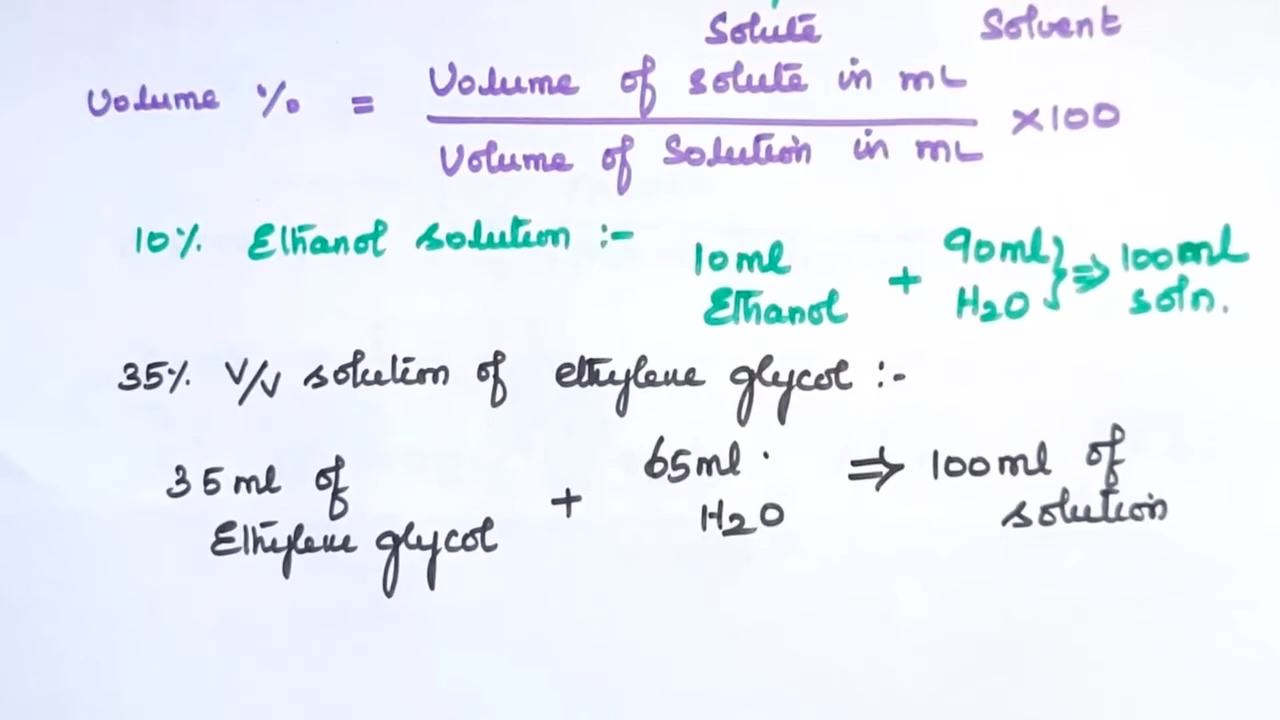 Solute Solvent
Volume % = Volume of solute in mL / Volume of solution in mL ×100
10% Ethanol solution :- 10ml Ethanol + 90ml H2O } ⇒ 100ml soln.
35% V/V solution of ethylene glycol :-
35ml of Ethylene glycol + 65ml H2O ⇒ 100ml of solution